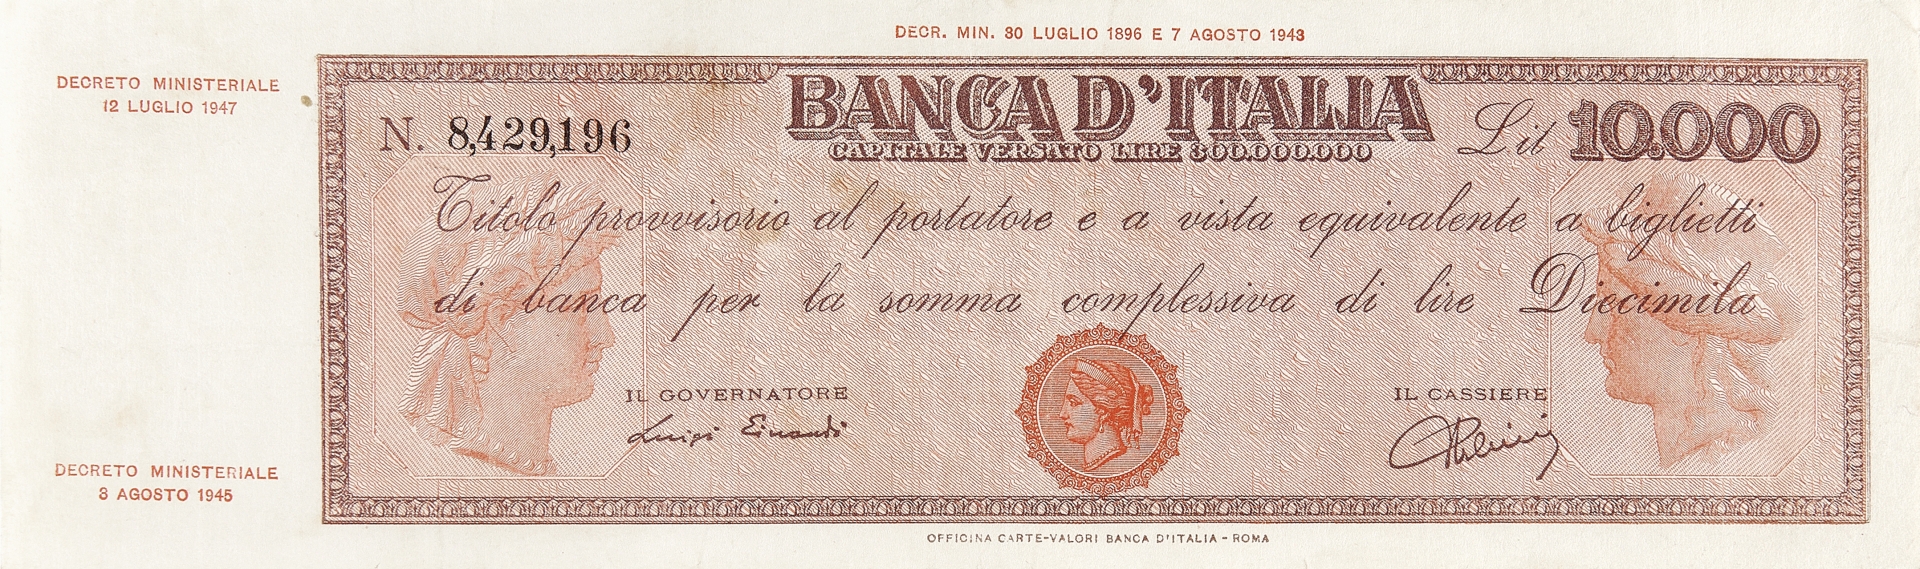 DECR. MIN. 30 LUGLIO 1896 E 7 AGOSTO 1943
DECRETO MINISTERIALE
12 LUGLIO 1947
BANCA D'ITALIA
CAPITALE VERSATO LIRE 300.000.000
N. 8,429,196
Lit 10.000
Titolo provvisorio al portatore e a vista equivalente a biglietti
di banca per la somma complessiva di lire Diecimila
IL GOVERNATORE
Luigi Einaudi
IL CASSIERE
DECRETO MINISTERIALE
8 AGOSTO 1945
OFFICINA CARTE-VALORI BANCA D'ITALIA - ROMA